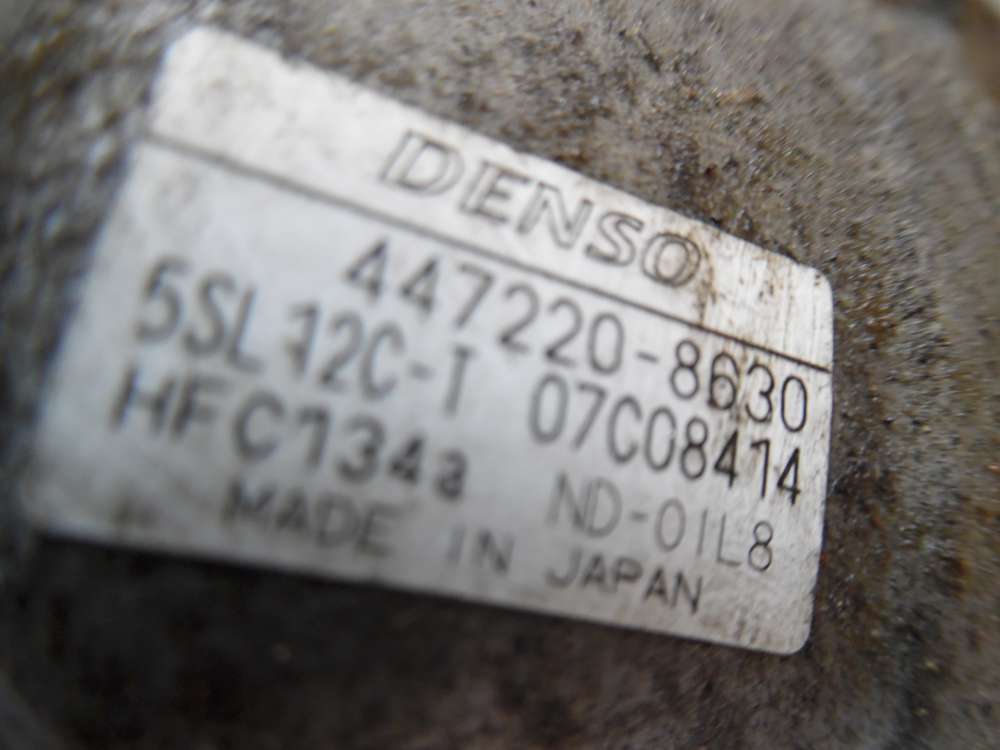 DENSO
447220-8630
5SL12C-T 07C08414
HFC134a ND-OIL8
MADE IN JAPAN